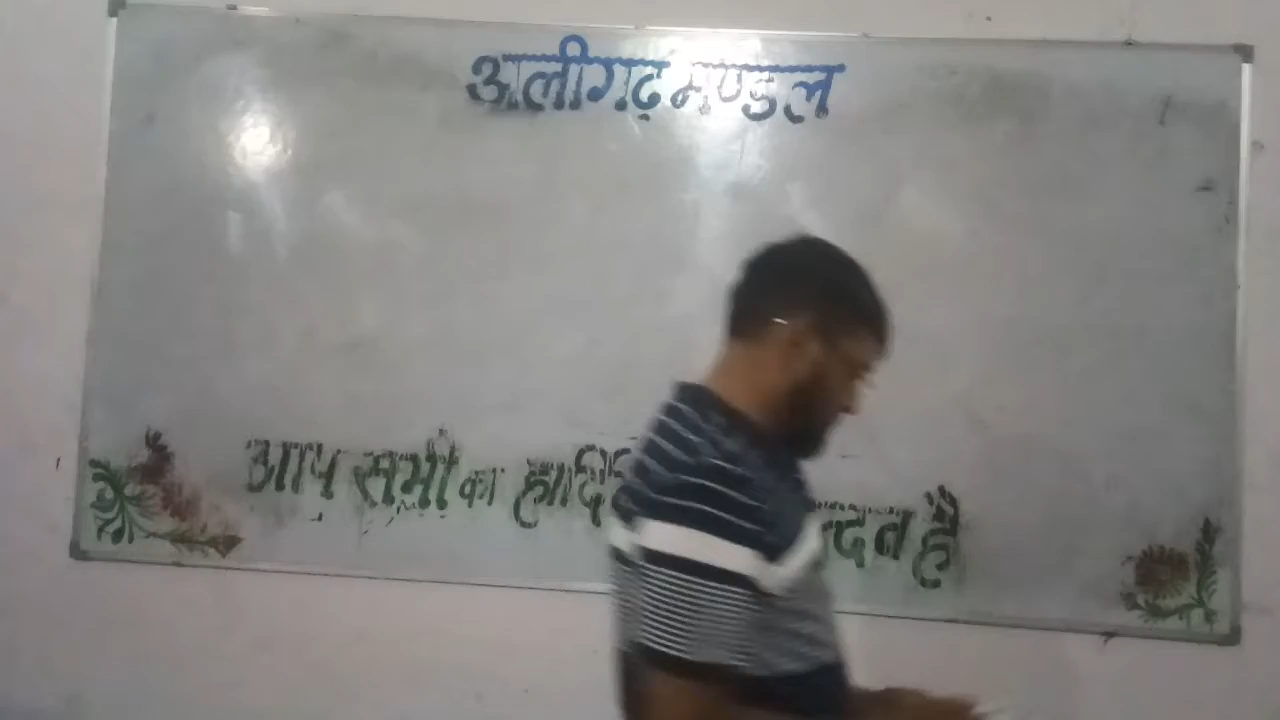 अलीगढ़ मण्डल
आप सभी का है